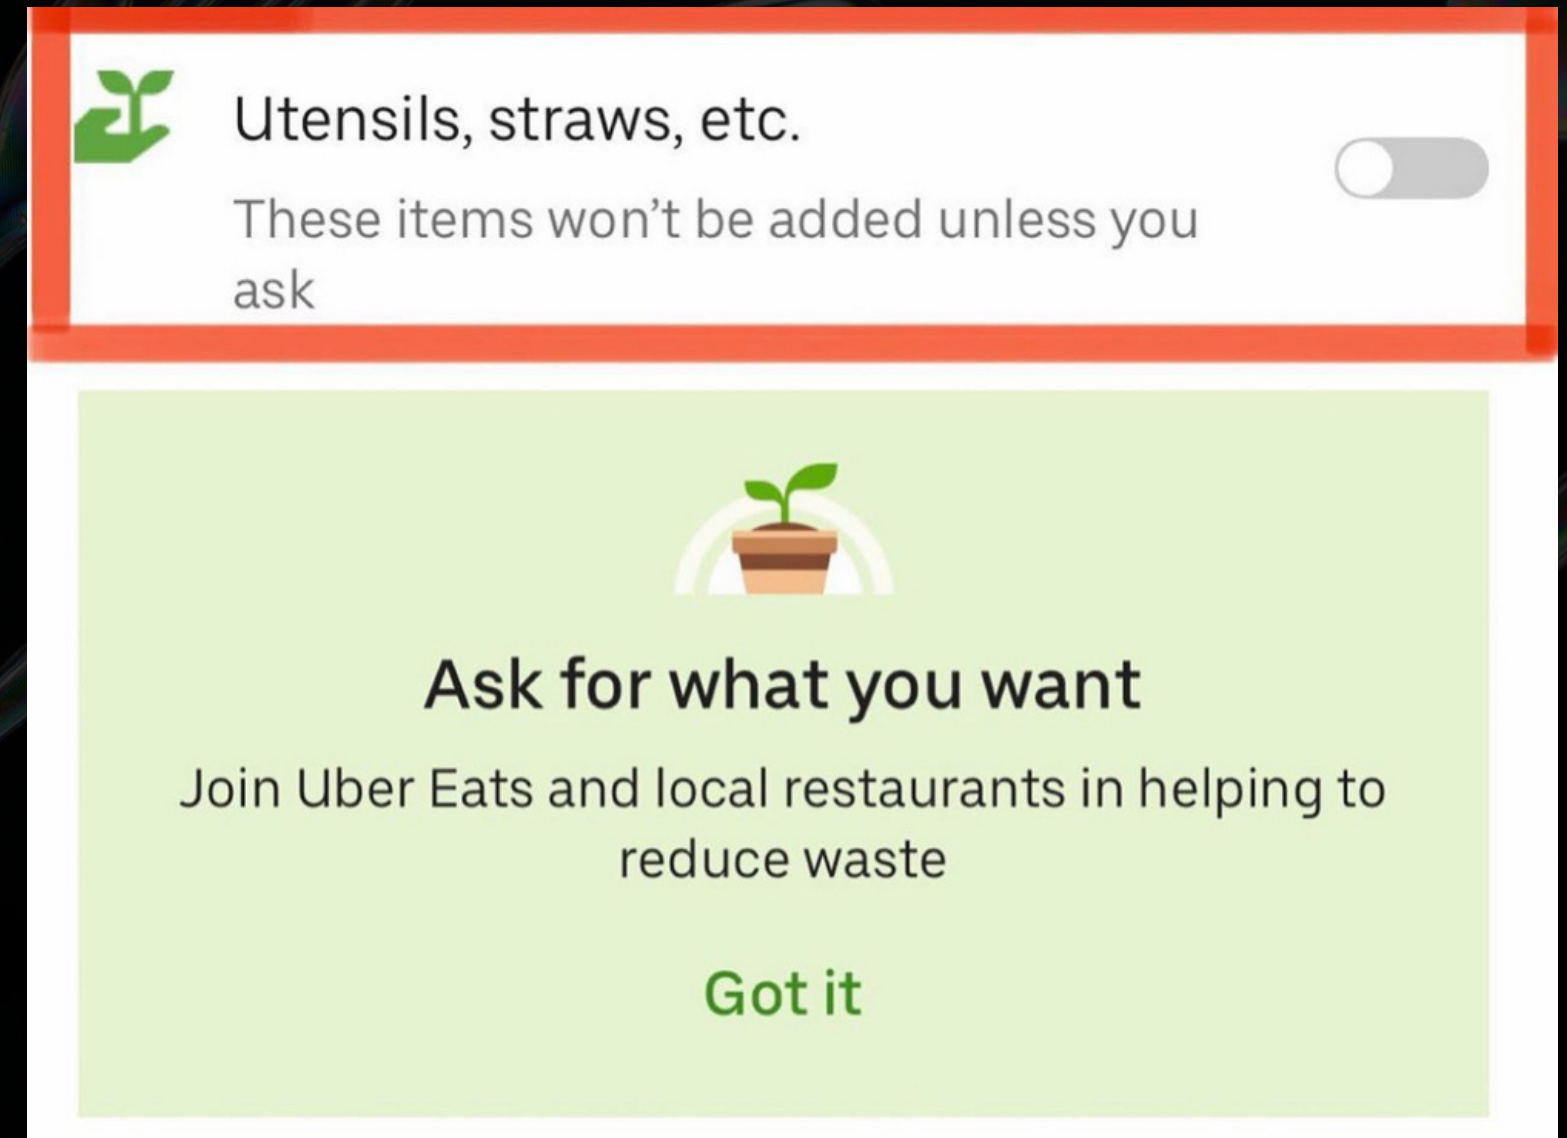 Utensils, straws, etc.
These items won’t be added unless you
ask
Ask for what you want
Join Uber Eats and local restaurants in helping to
reduce waste
Got it